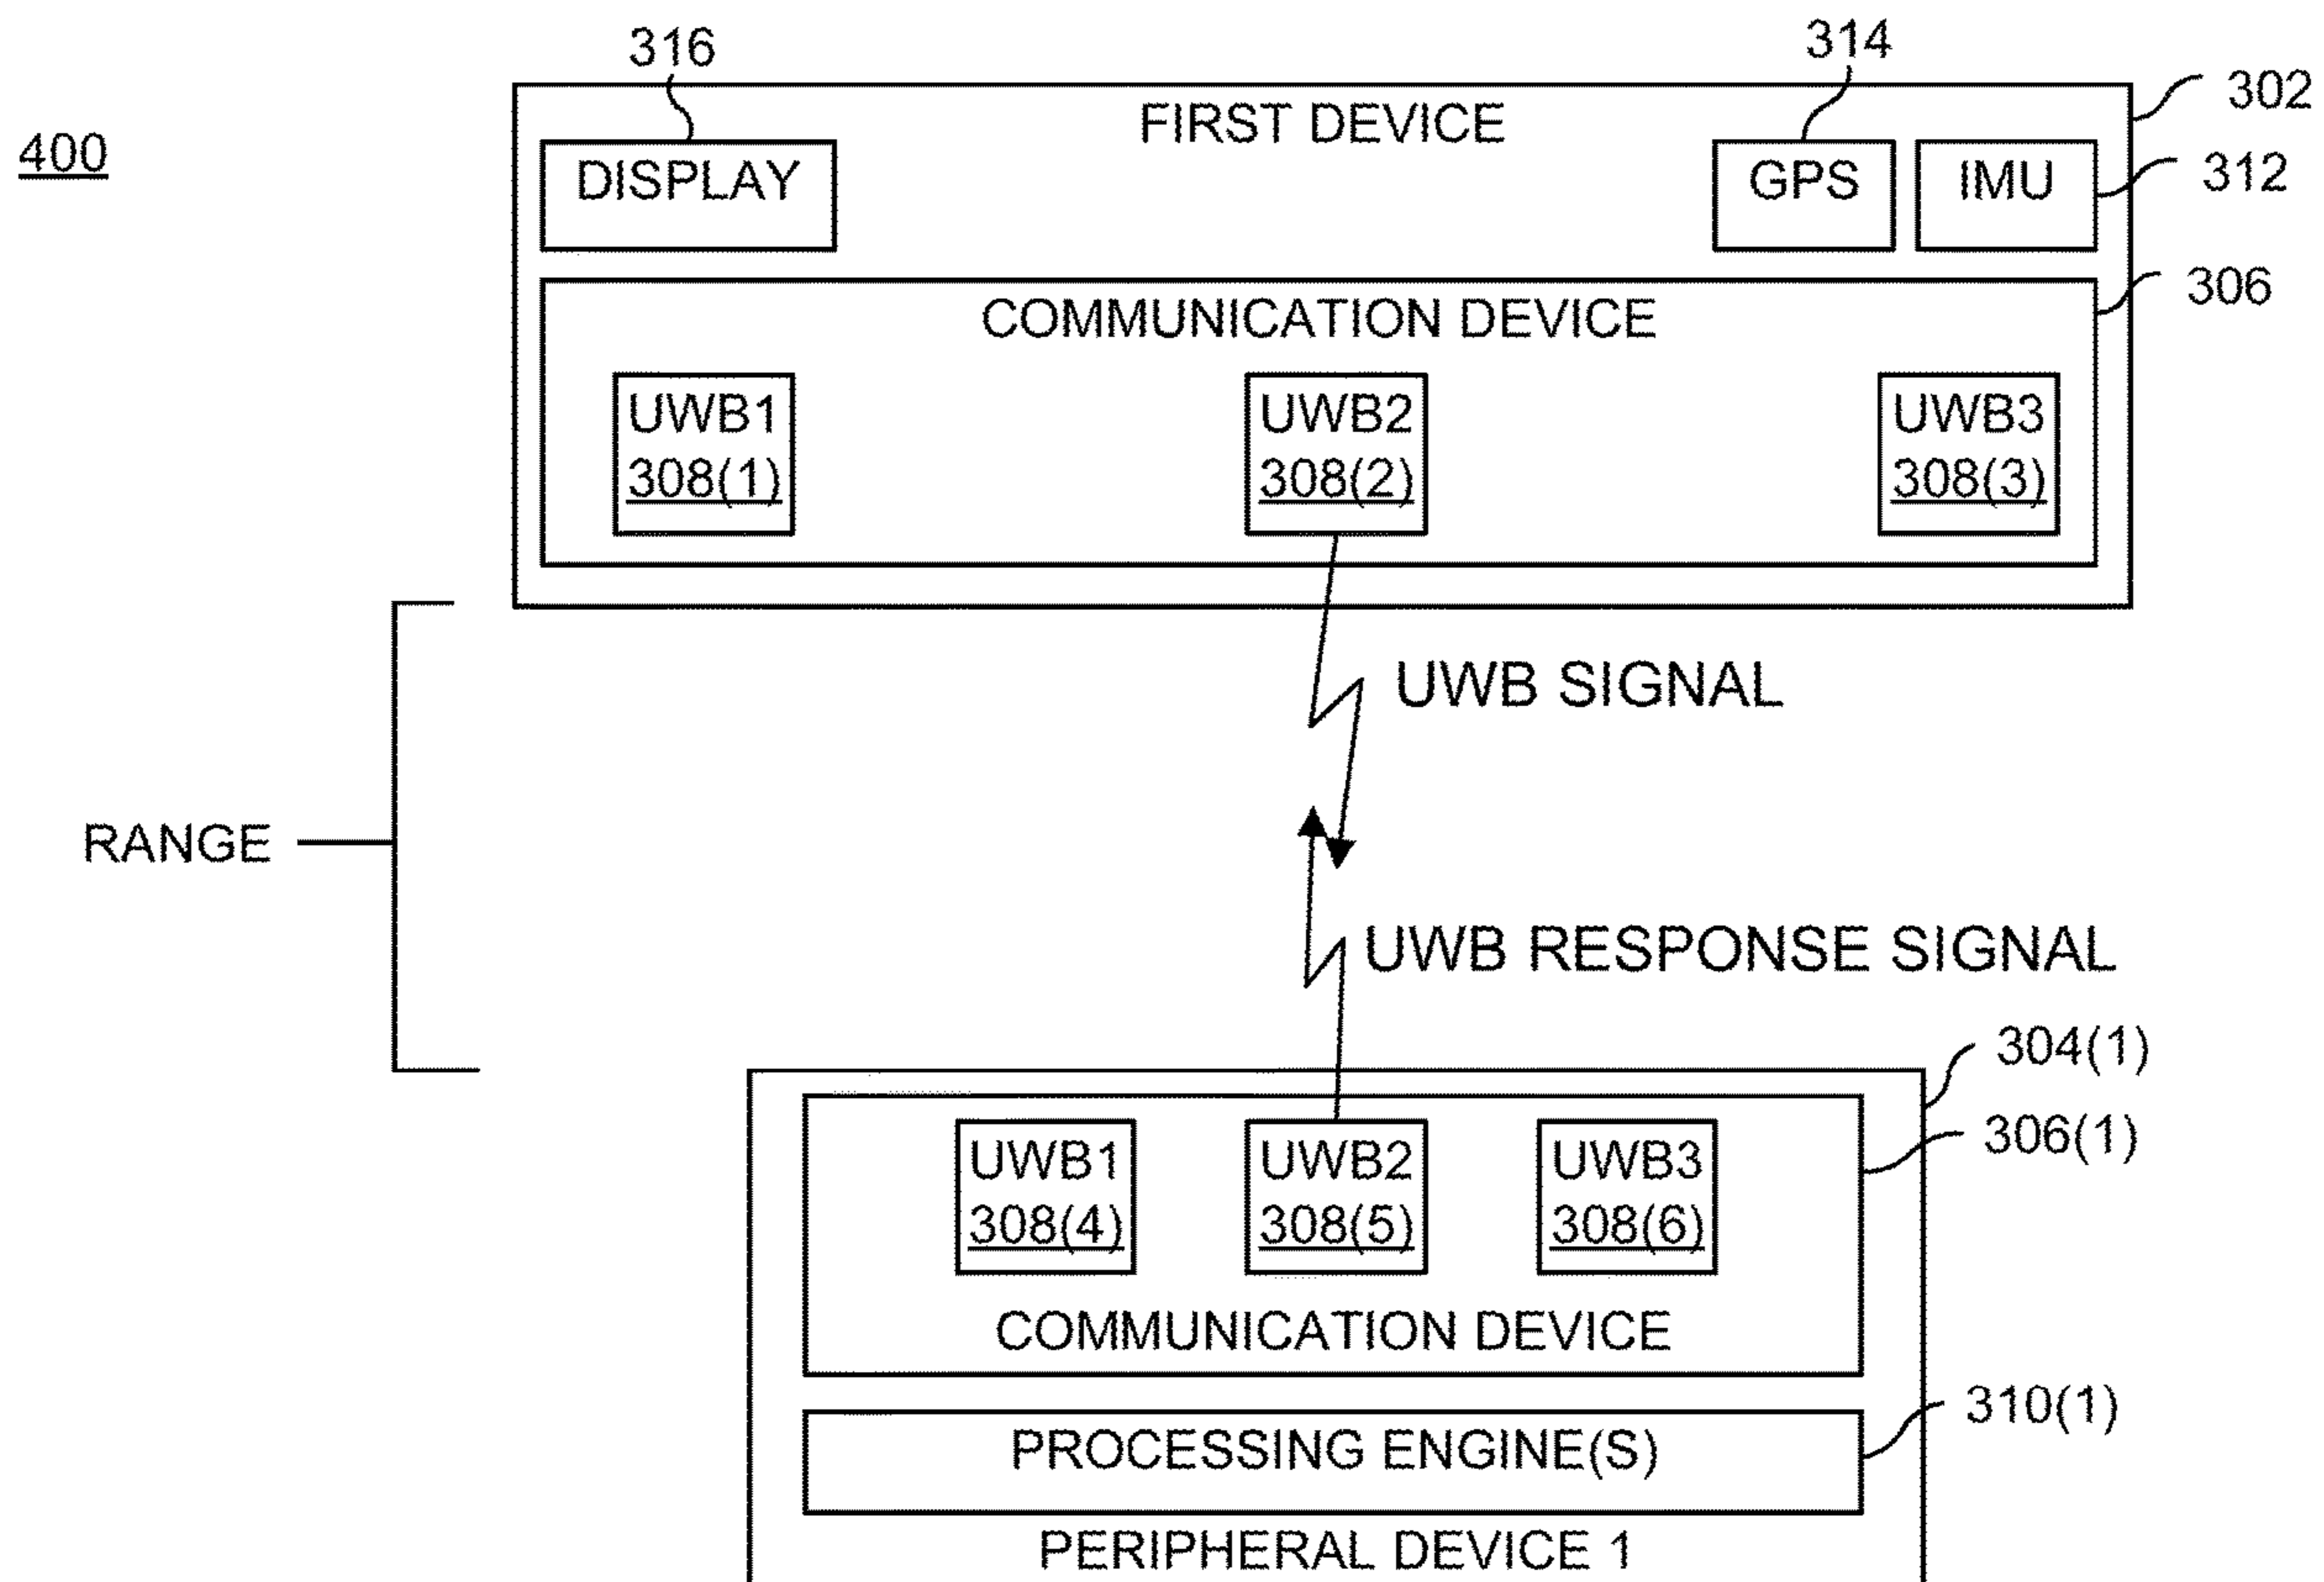 316
314
302
400
FIRST DEVICE
DISPLAY
GPS
IMU
312
306
COMMUNICATION DEVICE
UWB1
308(1)
UWB2
308(2)
UWB3
308(3)
UWB SIGNAL
RANGE
UWB RESPONSE SIGNAL
304(1)
306(1)
UWB1
308(4)
UWB2
308(5)
UWB3
308(6)
COMMUNICATION DEVICE
310(1)
PROCESSING ENGINE(S)
PERIPHERAL DEVICE 1